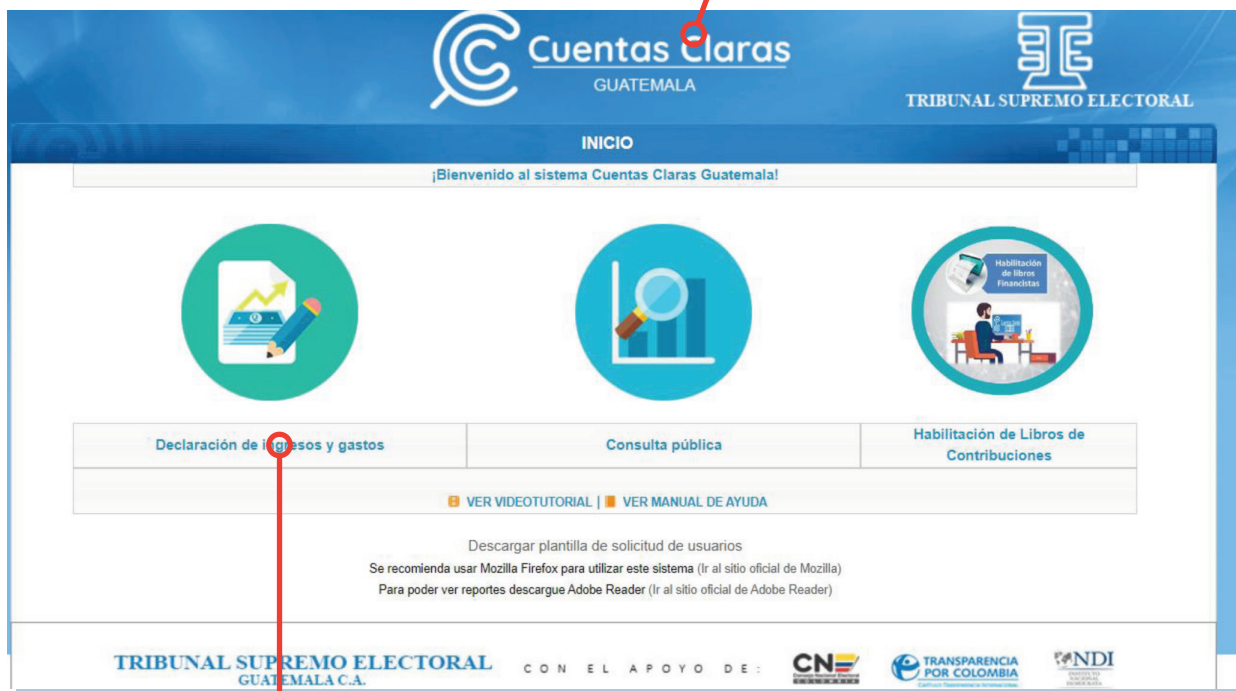 Cuentas Claras
GUATEMALA
TRIBUNAL SUPREMO ELECTORAL
INICIO
¡Bienvenido al sistema Cuentas Claras Guatemala!
Habilitación
de libros
Financistas
Declaración de ingresos y gastos
Consulta pública
Habilitación de Libros de
Contribuciones
VER VIDEOTUTORIAL | VER MANUAL DE AYUDA
Descargar plantilla de solicitud de usuarios
Se recomienda usar Mozilla Firefox para utilizar este sistema (Ir al sitio oficial de Mozilla)
Para poder ver reportes descargue Adobe Reader (Ir al sitio oficial de Adobe Reader)
TRIBUNAL SUPREMO ELECTORAL
GUATEMALA C.A.
CON EL APOYO DE:
CNE
Consejo Nacional Electoral
COLOMBIA
TRANSPARENCIA
POR COLOMBIA
NDI